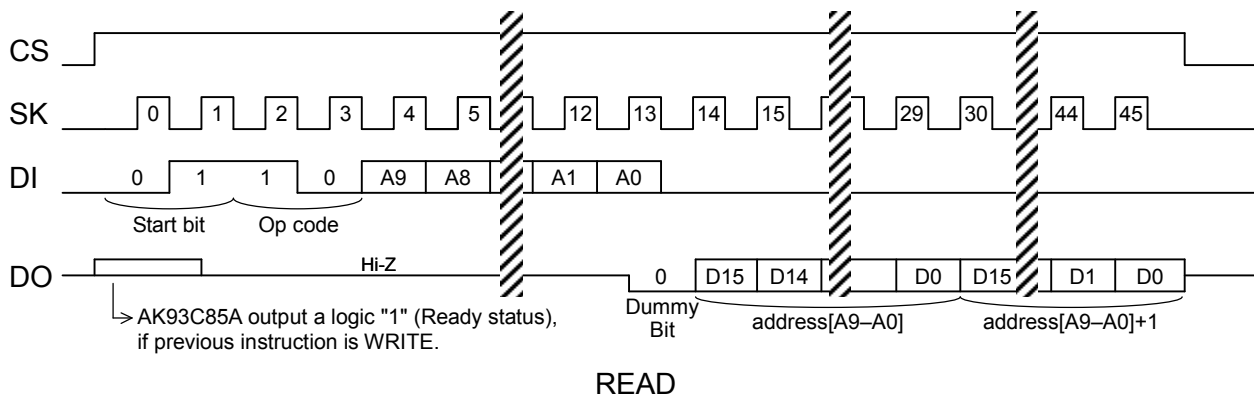 CS
SK 0 1 2 3 4 5 12 13 14 15 29 30 44 45
DI 0 1 1 0 A9 A8 A1 A0
Start bit Op code
DO Hi-Z 0 D15 D14 D0 D15 D1 D0
Dummy
Bit
address[A9–A0] address[A9–A0]+1
AK93C85A output a logic "1" (Ready status),
if previous instruction is WRITE.
READ